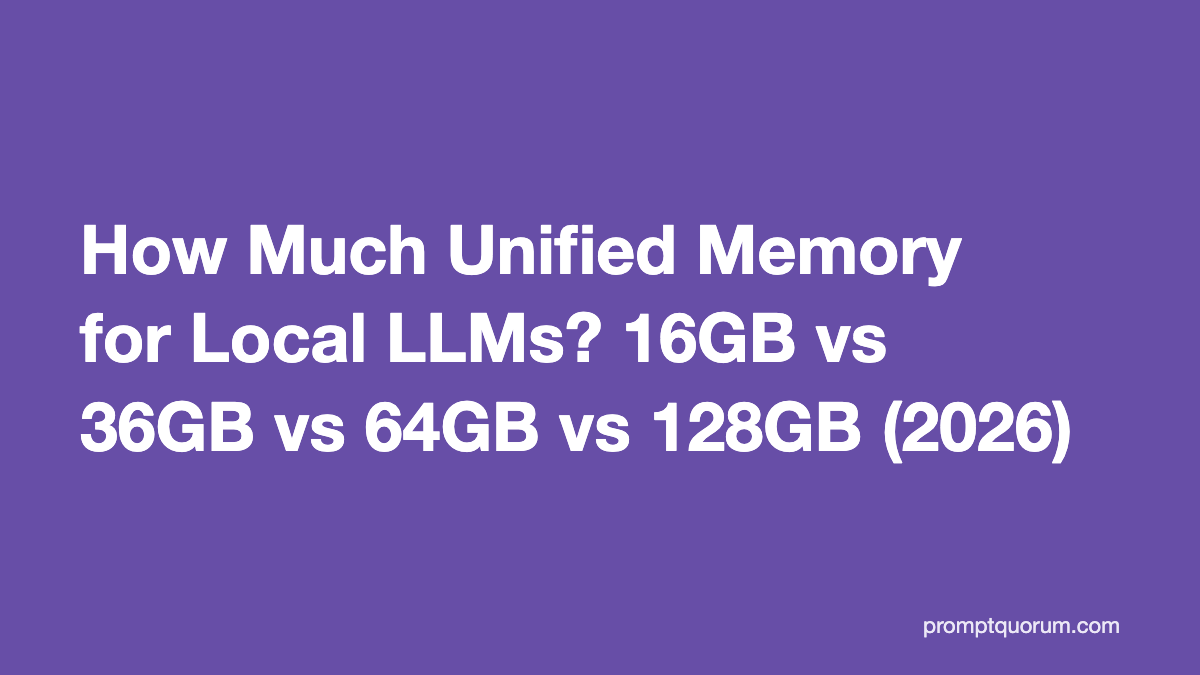 How Much Unified Memory
for Local LLMs? 16GB vs
36GB vs 64GB vs 128GB (2026)
promptquorum.com